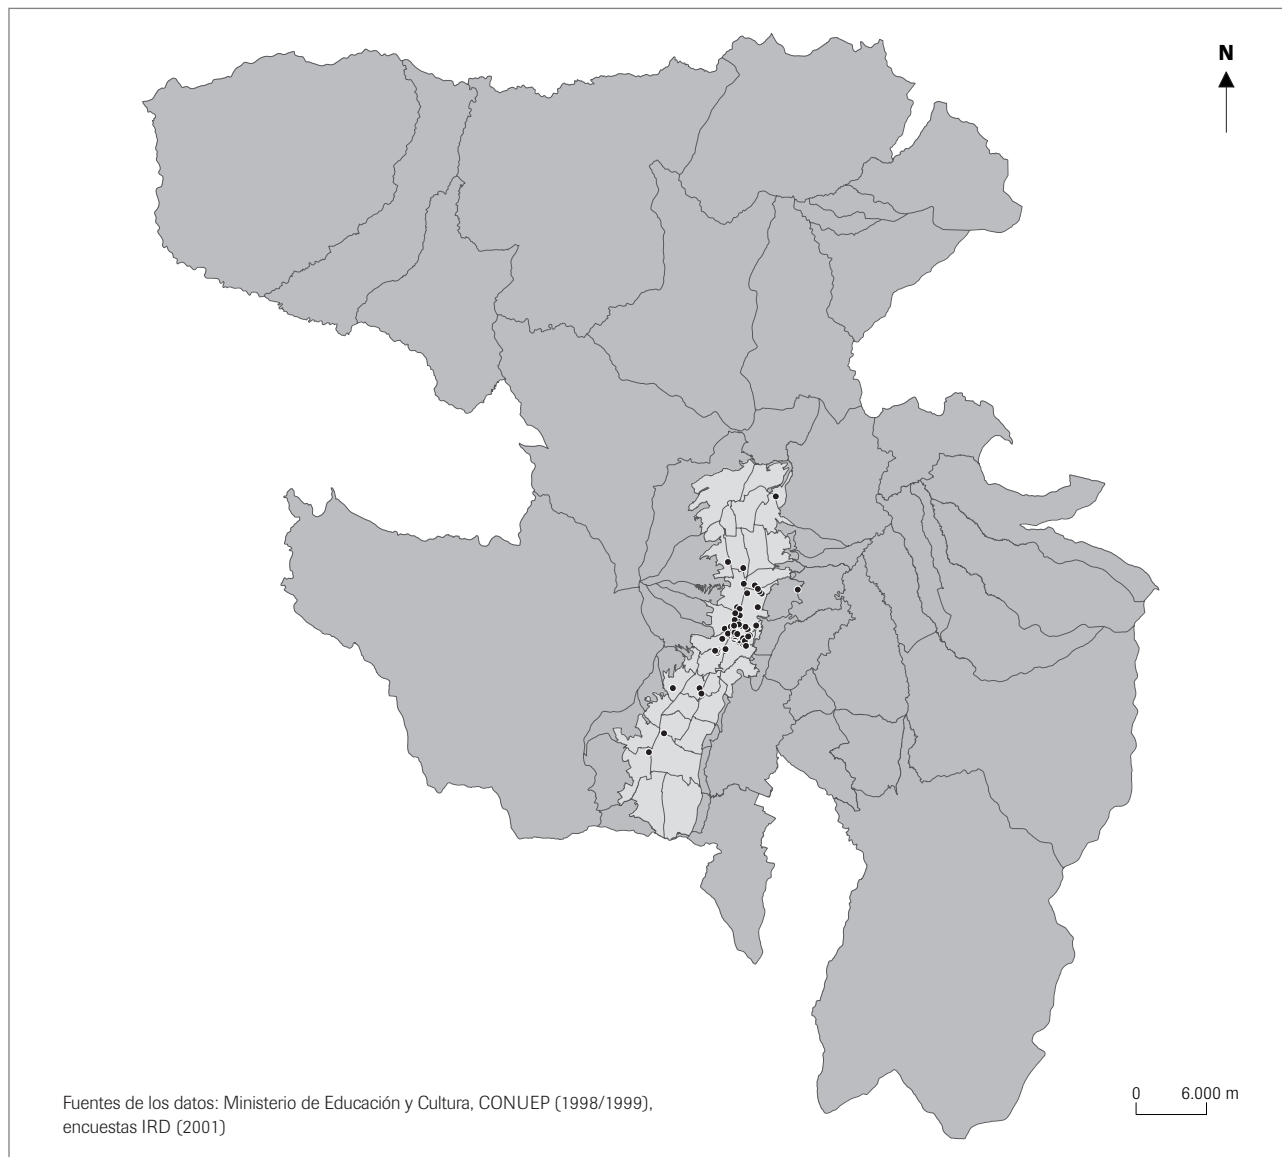 N
0 6.000 m
Fuentes de los datos: Ministerio de Educación y Cultura, CONUEP (1998/1999),
encuestas IRD (2001)